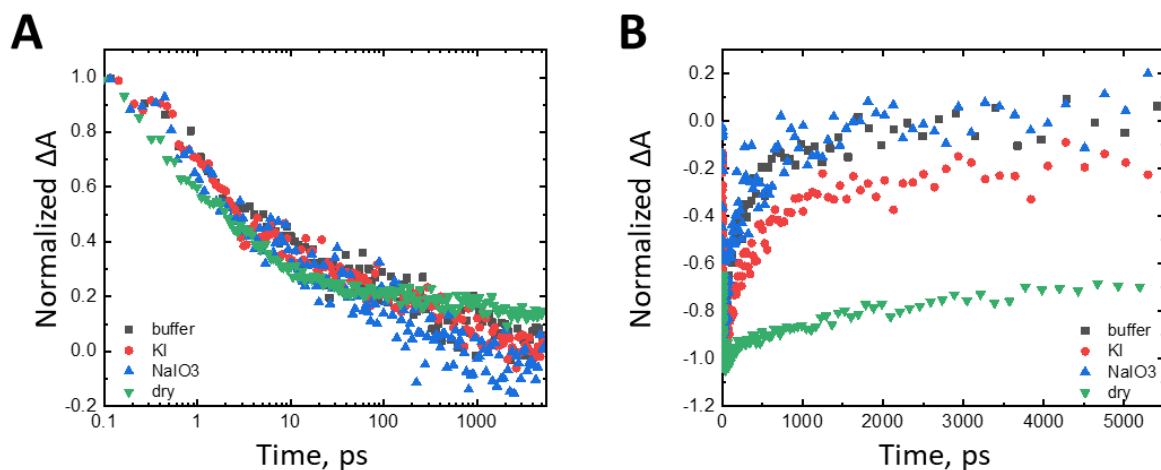 A
Normalized ΔA
1.0
0.8
0.6
0.4
0.2
0.0
-0.2
buffer
KI
NaIO3
dry
0.1
1
10
100
1000
Time, ps
B
Normalized ΔA
0.2
0.0
-0.2
-0.4
-0.6
-0.8
-1.0
-1.2
buffer
KI
NaIO3
dry
0
1000
2000
3000
4000
5000
Time, ps